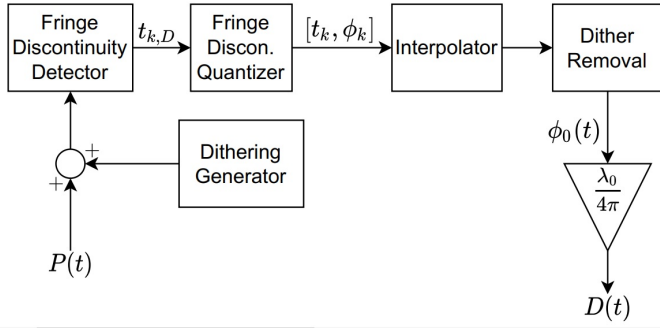 Fringe
Discontinuity
Detector
t_{k,D}
Fringe
Discon.
Quantizer
[t_k, ϕ_k]
Interpolator
Dither
Removal
+
+
Dithering
Generator
P(t)
ϕ_0(t)
λ_0
4π
D(t)